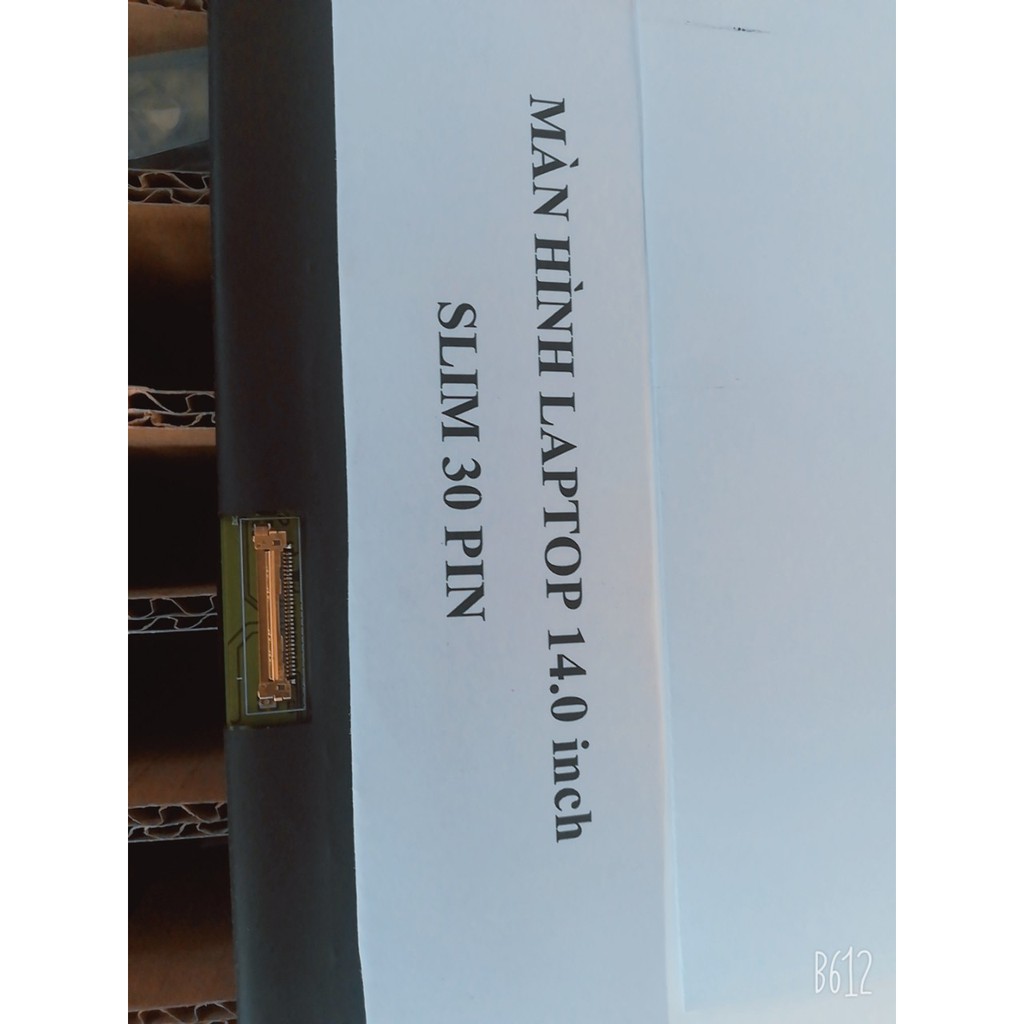 MÀN HÌNH LAPTOP 14.0 inch
SLIM 30 PIN
B612